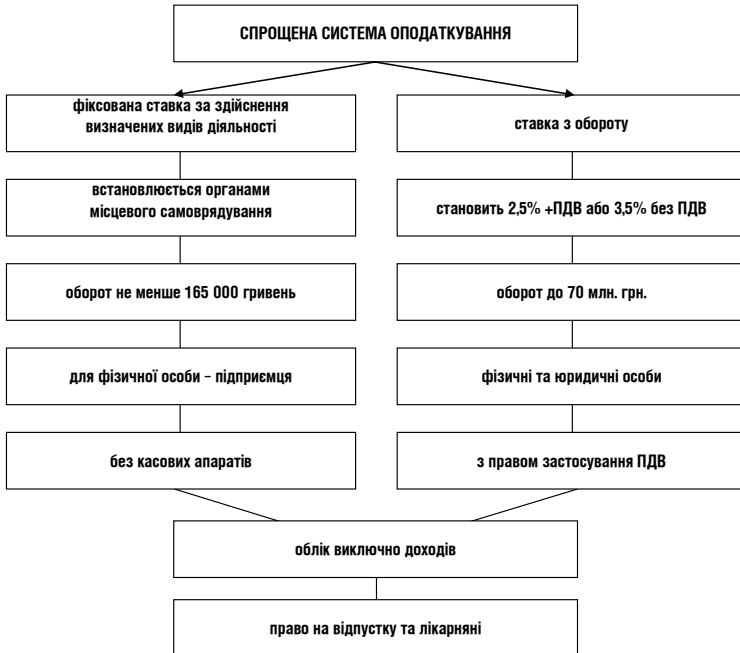 СПРОЩЕНА СИСТЕМА ОПОДАТКУВАННЯ
фіксована ставка за здійснення
визначених видів діяльності
ставка з обороту
встановлюється органами
місцевого самоврядування
становить 2,5% +ПДВ або 3,5% без ПДВ
оборот не менше 165 000 гривень
оборот до 70 млн. грн.
для фізичної особи – підприємця
фізичні та юридичні особи
без касових апаратів
з правом застосування ПДВ
облік виключно доходів
право на відпустку та лікарняні